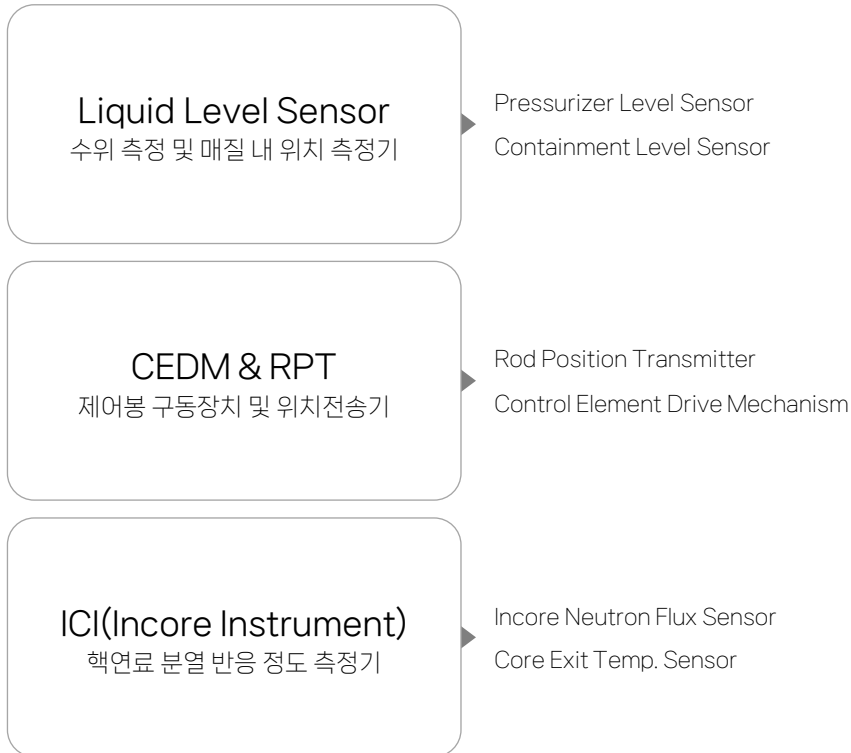 Liquid Level Sensor
수위 측정 및 매질 내 위치 측정기
Pressurizer Level Sensor
Containment Level Sensor
CEDM & RPT
제어봉 구동장치 및 위치전송기
Rod Position Transmitter
Control Element Drive Mechanism
ICI(Incore Instrument)
핵연료 분열 반응 정도 측정기
Incore Neutron Flux Sensor
Core Exit Temp. Sensor